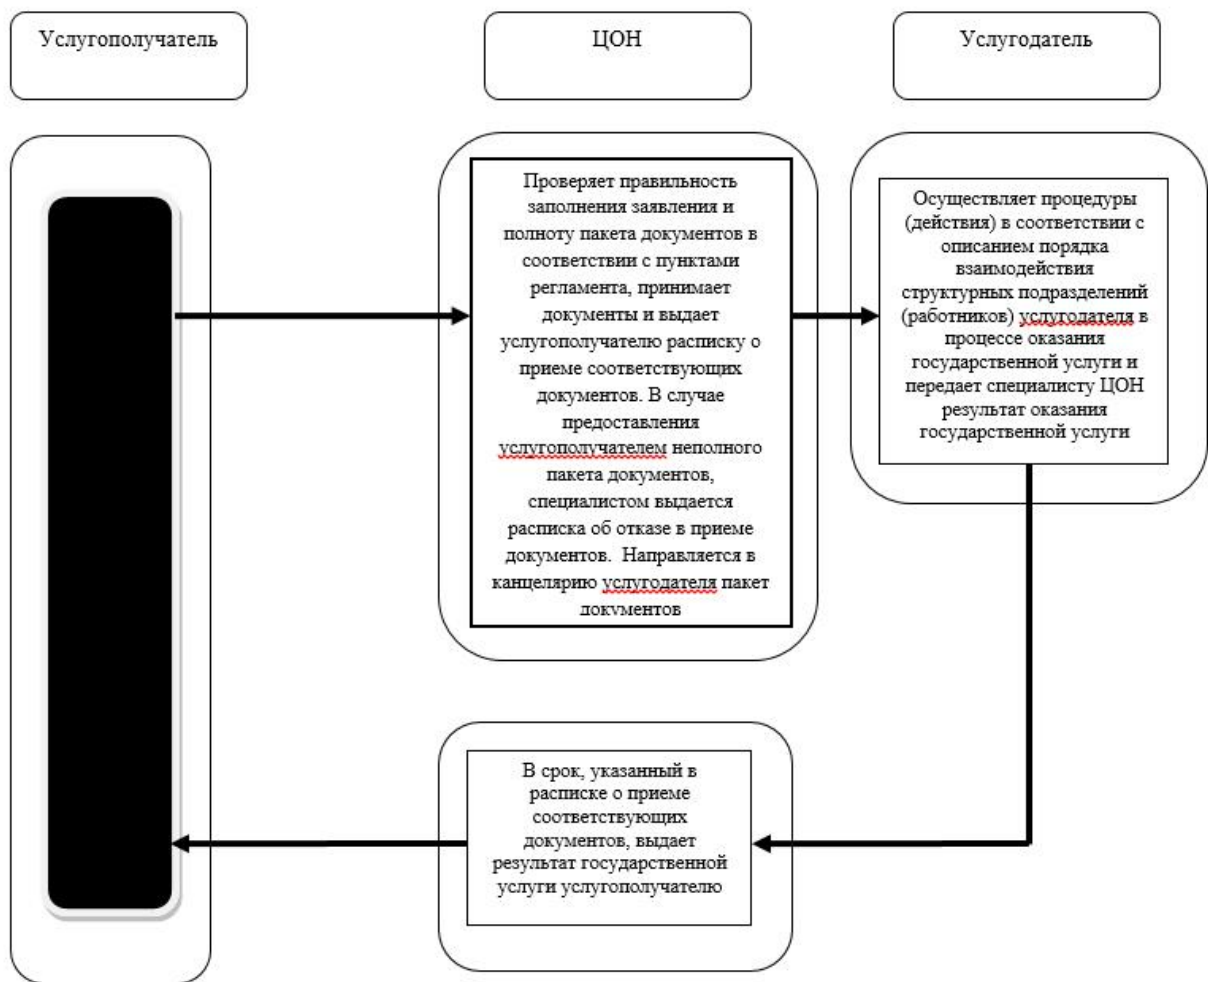 Услугополучатель
ЦОН
Услугодатель
Проверяет правильность
заполнения заявления и
полноту пакета документов в
соответствии с пунктами
регламента, принимает
документы и выдает
услугополучателю расписку о
приеме соответствующих
документов. В случае
предоставления
услугополучателем неполного
пакета документов,
специалистом выдается
расписка об отказе в приеме
документов.  Направляется в
канцелярию услугодателя пакет
документов
Осуществляет процедуры
(действия) в соответствии с
описанием порядка
взаимодействия
структурных подразделений
(работников) услугодателя в
процессе оказания
государственной услуги и
передает специалисту ЦОН
результат оказания
государственной услуги
В срок, указанный в
расписке о приеме
соответствующих
документов, выдает
результат государственной
услуги услугополучателю